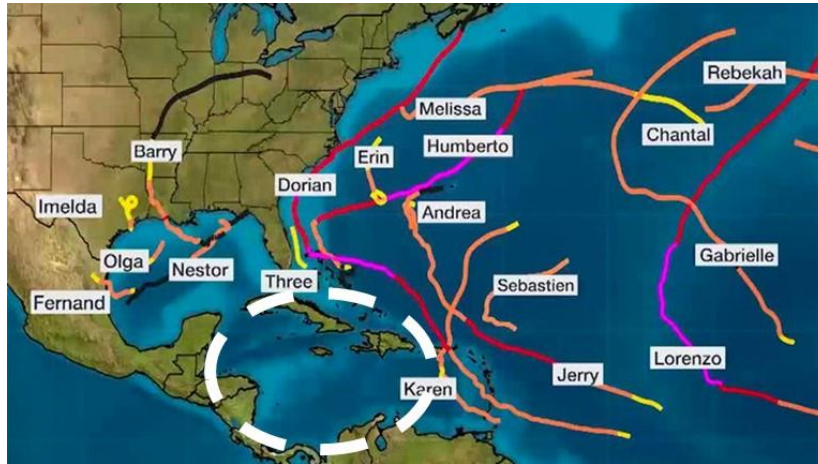 Rebekah
Melissa
Chantal
Barry
Erin
Humberto
Dorian
Imelda
Andrea
Olga
Nestor
Gabrielle
Three
Sebastien
Fernand
Lorenzo
Karen
Jerry